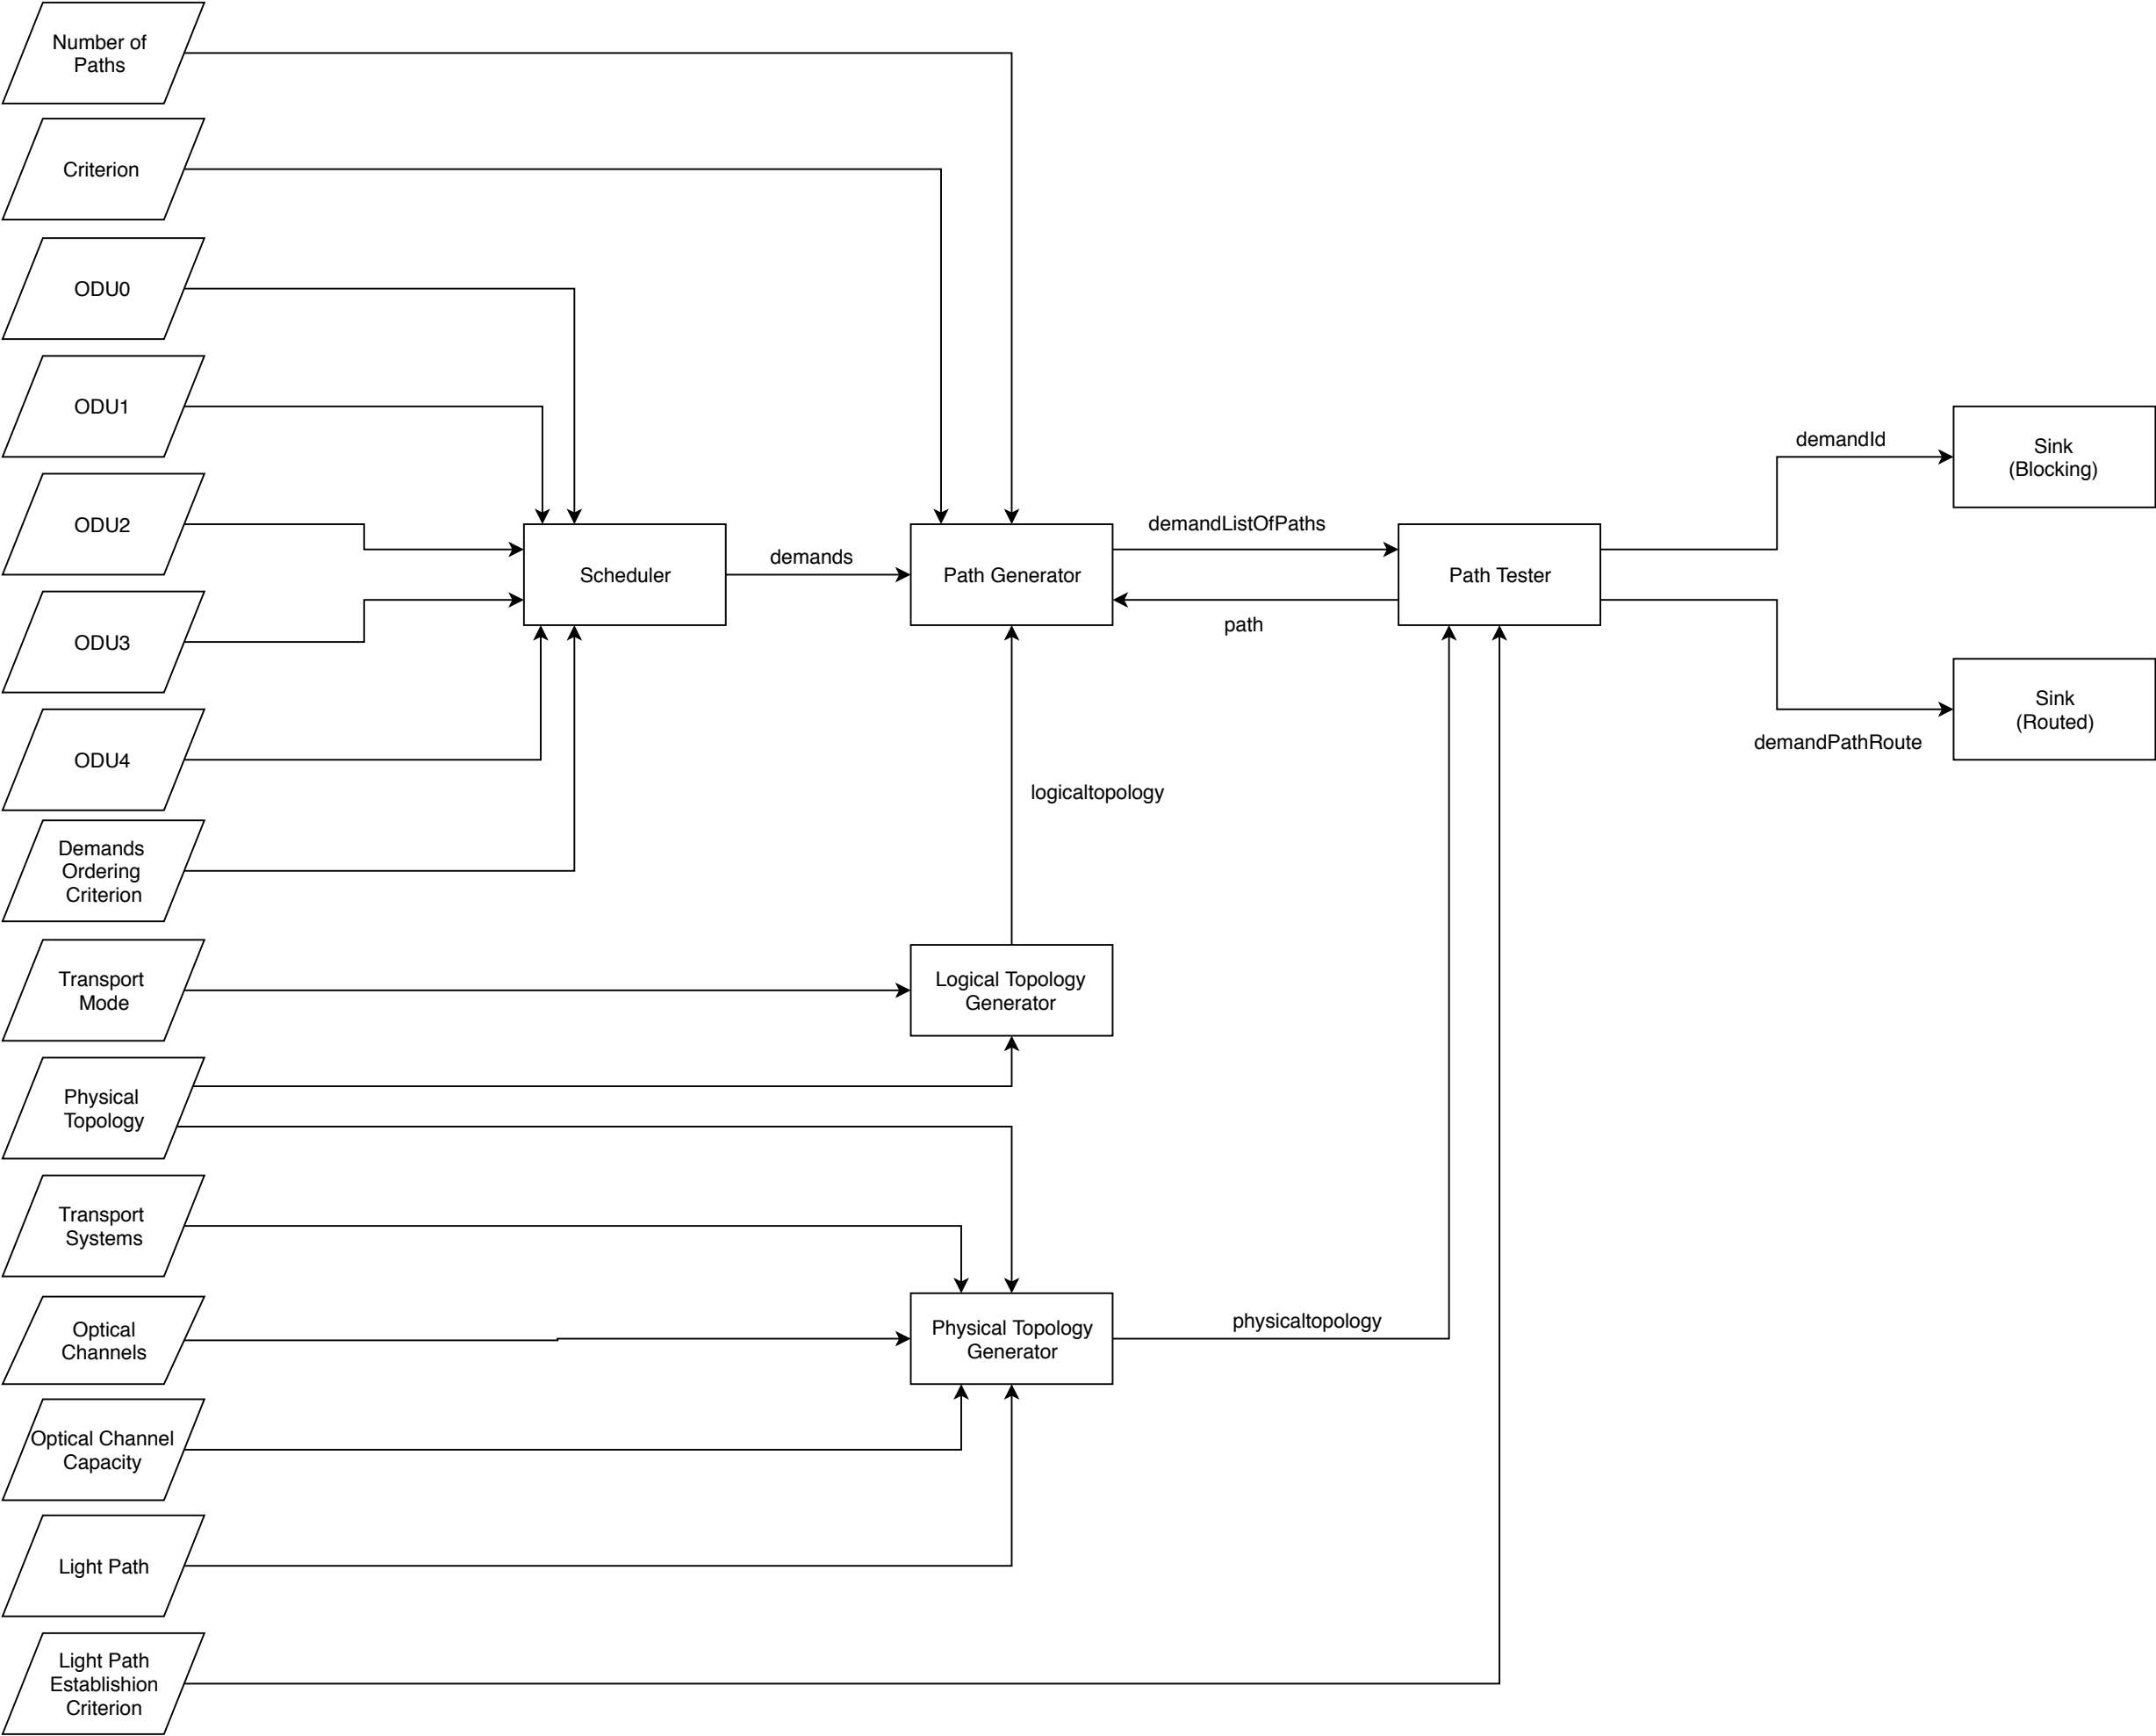 Number of
Paths
Criterion
ODU0
ODU1
ODU2
ODU3
ODU4
Demands
Ordering
Criterion
Transport
Mode
Physical
Topology
Transport
Systems
Optical
Channels
Optical Channel
Capacity
Light Path
Light Path
Establishion
Criterion
Scheduler
demands
Path Generator
demandListOfPaths
path
Path Tester
demandId
Sink
(Blocking)
Sink
(Routed)
demandPathRoute
logicaltopology
Logical Topology
Generator
Physical Topology
Generator
physicaltopology